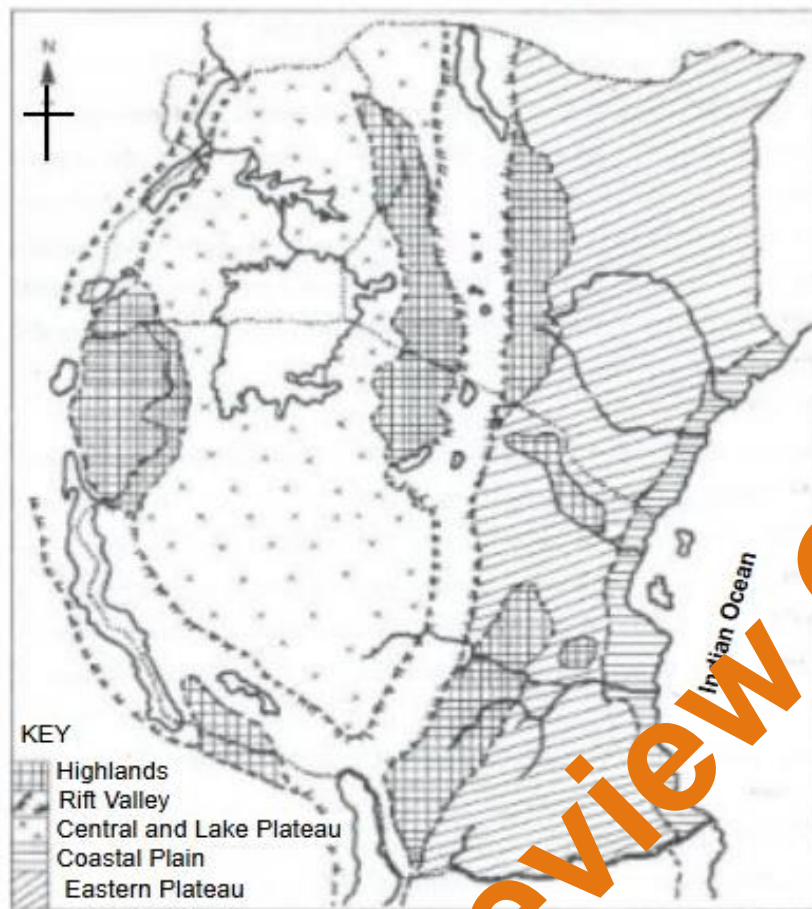 N
Indian Ocean
KEY
Highlands
Rift Valley
Central and Lake Plateau
Coastal Plain
Eastern Plateau